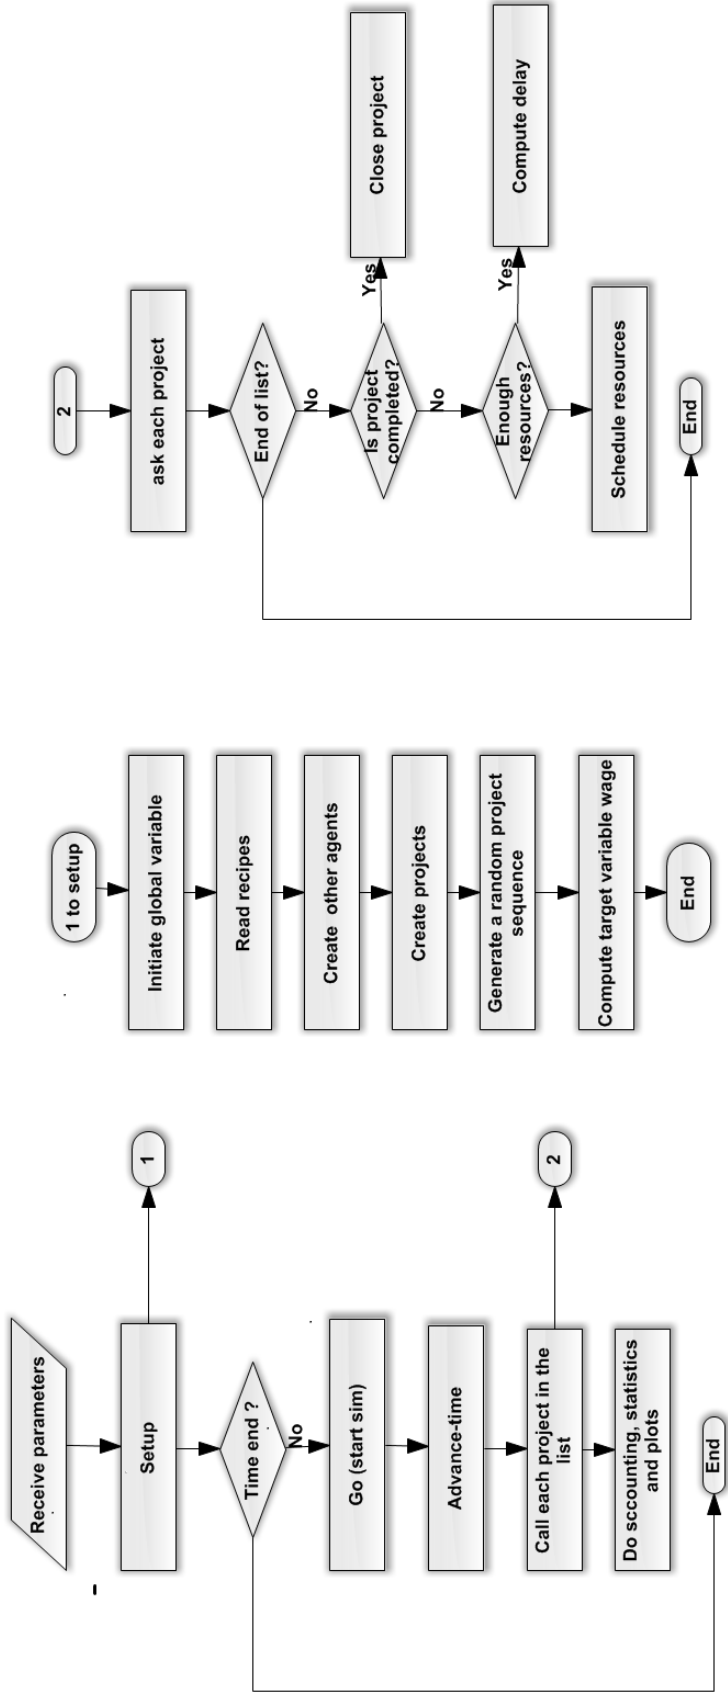 Receive parameters
Setup
1
Time end ?
No
Go (start sim)
Advance-time
Call each project in the
list
2
Do sccounting, statistics
and plots
End
1 to setup
Initiate global variable
Read recipes
Create other agents
Create projects
Generate a random project
sequence
Compute target variable wage
End
2
ask each project
End of list?
No
Is project
completed?
Yes
Close project
No
Enough
resources?
Yes
Compute delay
Schedule resources
End